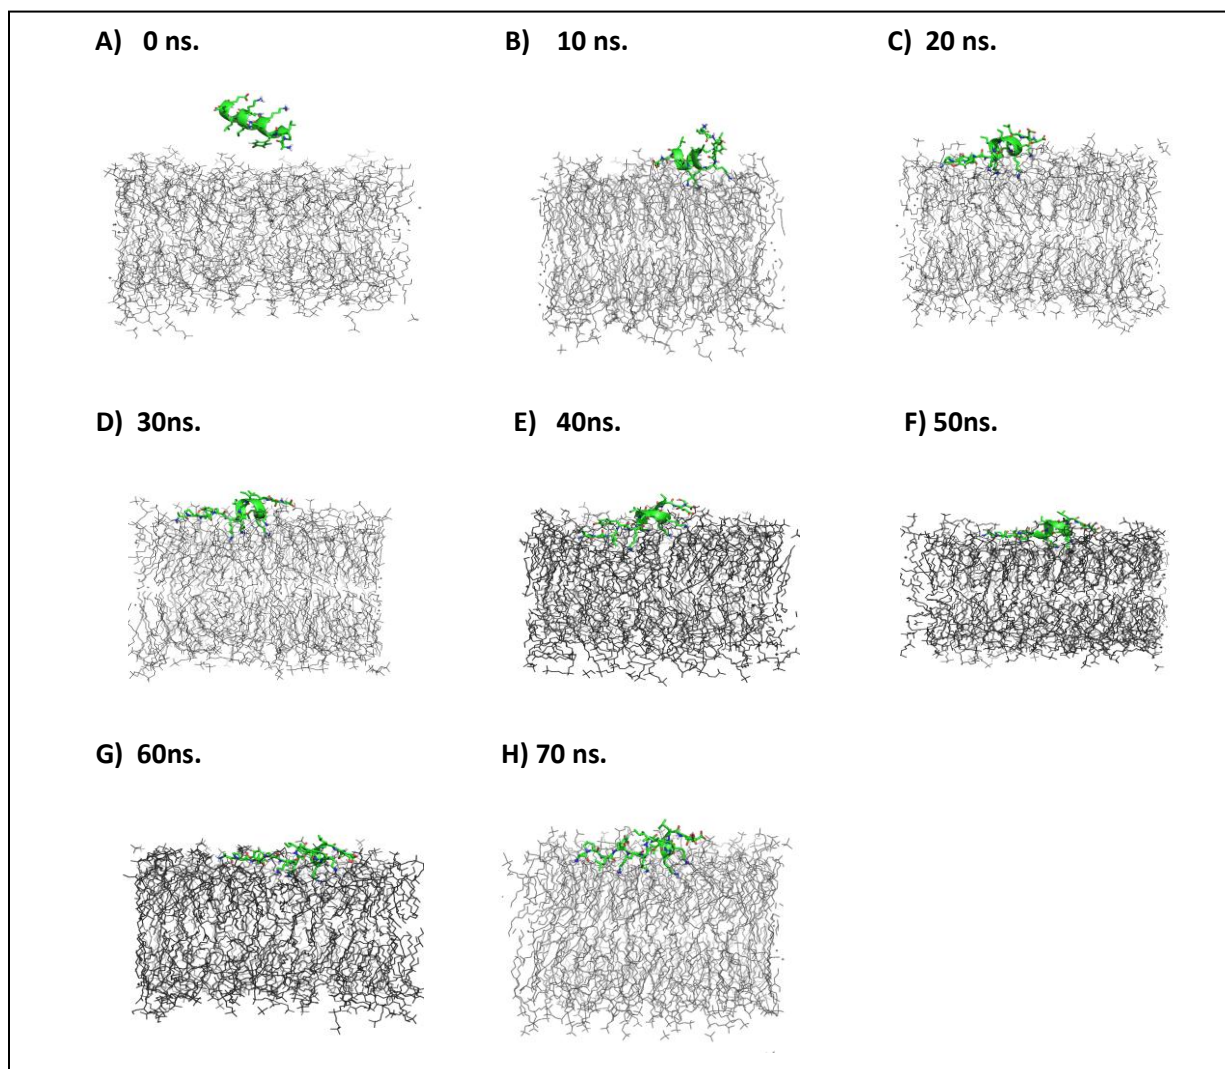 A) 0 ns.
B) 10 ns.
C) 20 ns.
D) 30ns.
E) 40ns.
F) 50ns.
G) 60ns.
H) 70 ns.